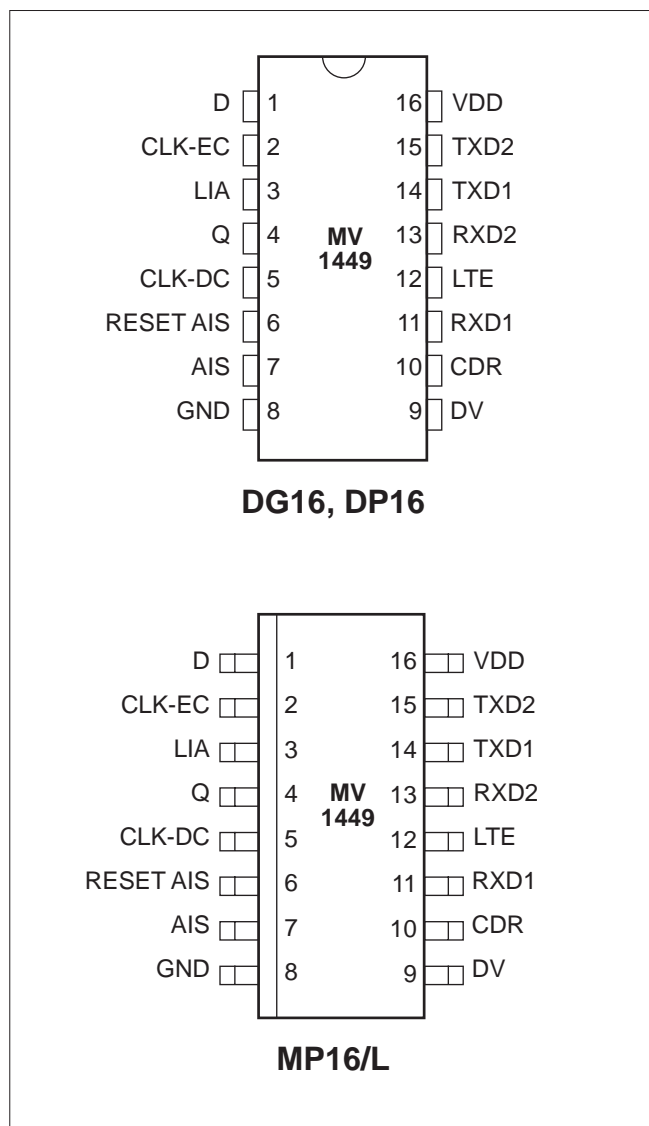 D 1 16 VDD
CLK-EC 2 15 TXD2
LIA 3 14 TXD1
Q 4 MV 1449 13 RXD2
CLK-DC 5 12 LTE
RESET AIS 6 11 RXD1
AIS 7 10 CDR
GND 8 9 DV
DG16, DP16
D 1 16 VDD
CLK-EC 2 15 TXD2
LIA 3 14 TXD1
Q 4 MV 1449 13 RXD2
CLK-DC 5 12 LTE
RESET AIS 6 11 RXD1
AIS 7 10 CDR
GND 8 9 DV
MP16/L